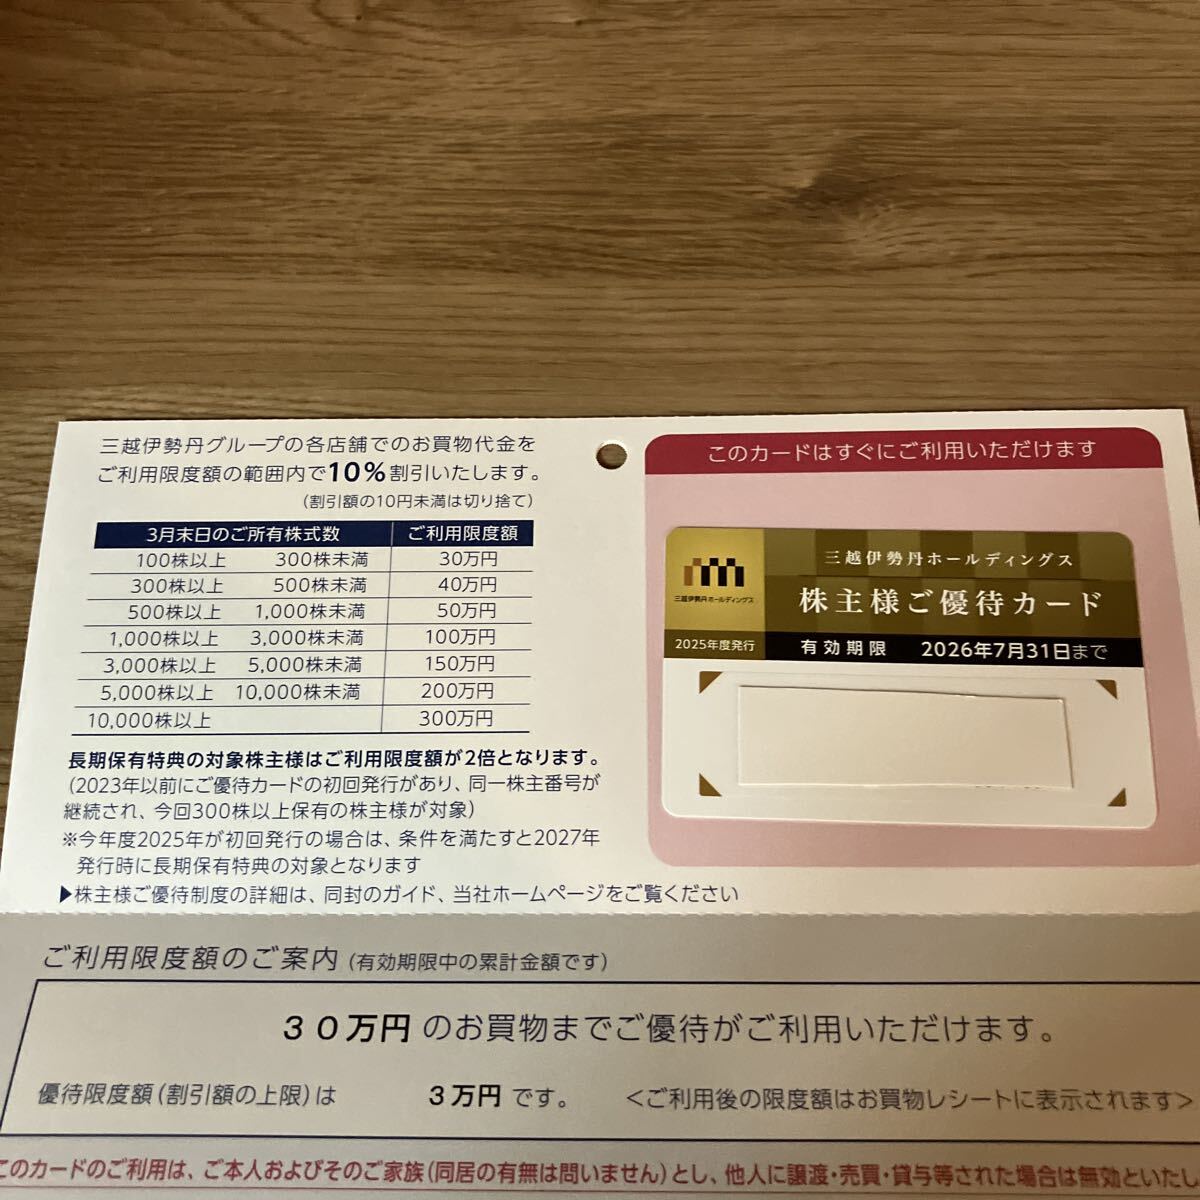 三越伊勢丹グループの各店舗でのお買物代金を
ご利用限度額の範囲内で10%割引いたします。
(割引額の10円未満は切り捨て)
3月末日のご所有株式数 ご利用限度額
100株以上 300株未満 30万円
300株以上 500株未満 40万円
500株以上 1,000株未満 50万円
1,000株以上 3,000株未満 100万円
3,000株以上 5,000株未満 150万円
5,000株以上 10,000株未満 200万円
10,000株以上 300万円
長期保有特典の対象株主様はご利用限度額が2倍となります。
(2023年以前にご優待カードの初回発行があり、同一株主番号が
継続され、今回300株以上保有の株主様が対象)
※今年度2025年が初回発行の場合は、条件を満たすと2027年
発行時に長期保有特典の対象となります
▶株主様ご優待制度の詳細は、同封のガイド、当社ホームページをご覧ください
このカードはすぐにご利用いただけます
三越伊勢丹ホールディングス
三越伊勢丹ホールディングス
株主様ご優待カード
2025年度発行 有効期限 2026年7月31日まで
ご利用限度額のご案内(有効期限中の累計金額です)
30万円のお買物までご優待がご利用いただけます。
優待限度額(割引額の上限)は 3万円です。 <ご利用後の限度額はお買物レシートに表示されます>
このカードのご利用は、ご本人およびそのご家族(同居の有無は問いません)とし、他人に譲渡・売買・貸与等された場合は無効といたし